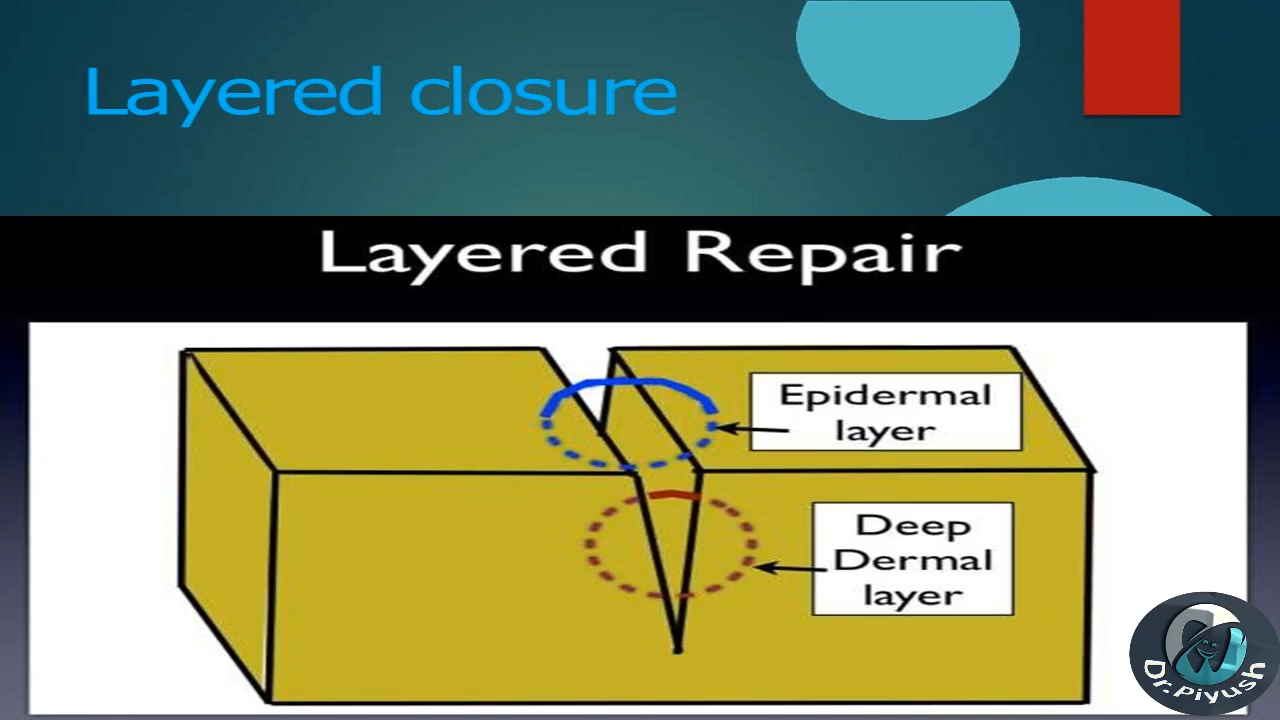 Layered closure
Layered Repair
Epidermal
layer
Deep
Dermal
layer
Dr.Piyush